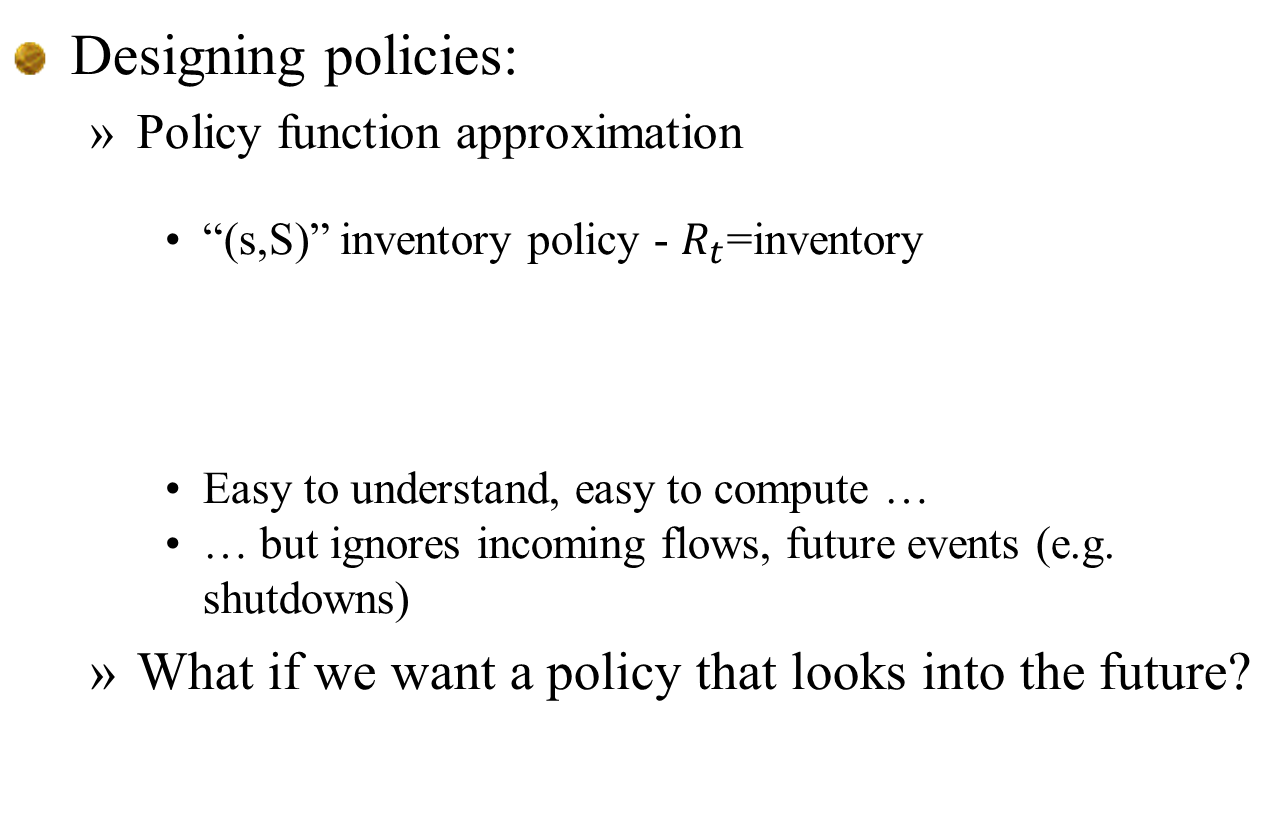 Designing policies:
» Policy function approximation
• “(s,S)” inventory policy - 𝑅𝑡=inventory
• Easy to understand, easy to compute …
• … but ignores incoming flows, future events (e.g.
shutdowns)
» What if we want a policy that looks into the future?